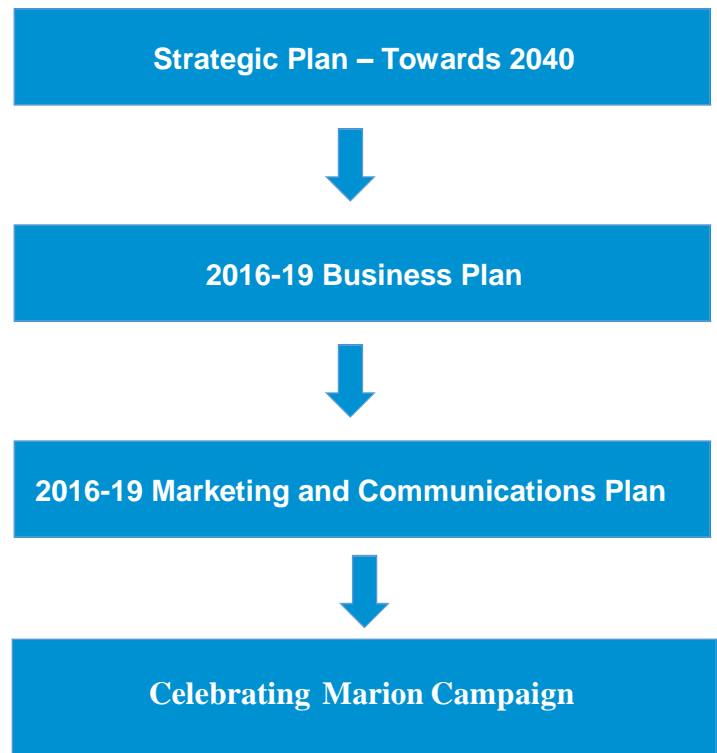 Strategic Plan – Towards 2040
2016-19 Business Plan
2016-19 Marketing and Communications Plan
Celebrating Marion Campaign